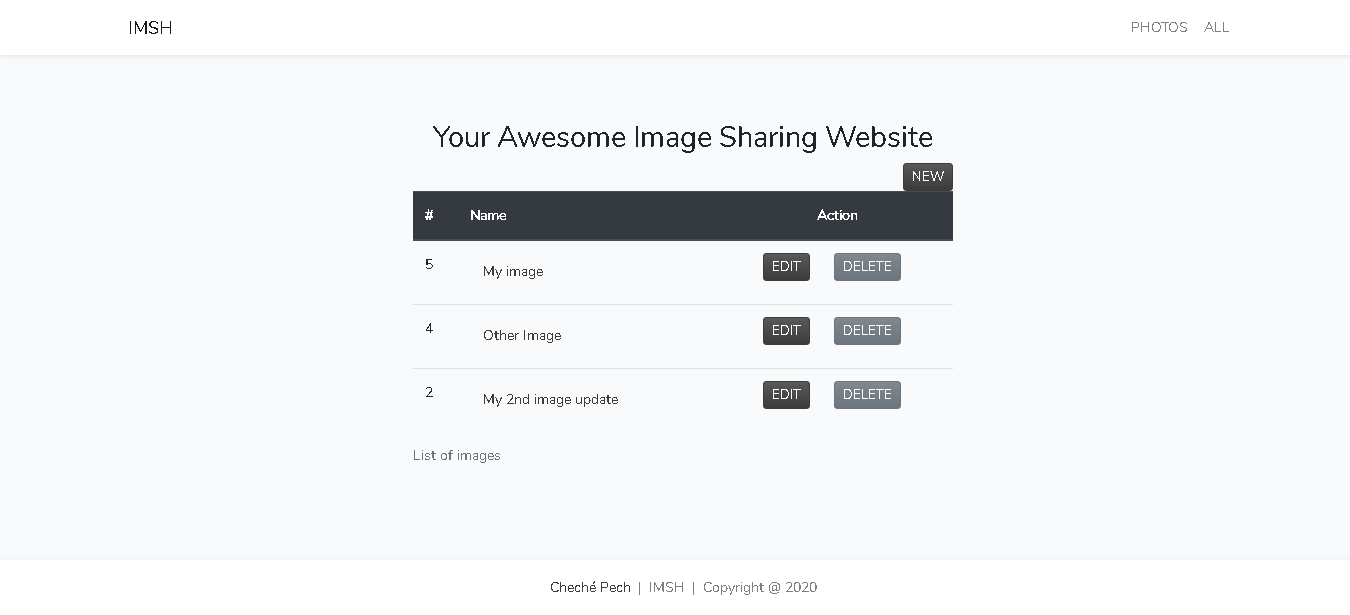 IMSH PHOTOS ALL
Your Awesome Image Sharing Website
NEW
# Name Action
5 My image EDIT DELETE
4 Other Image EDIT DELETE
2 My 2nd image update EDIT DELETE
List of images
Cheché Pech | IMSH | Copyright @ 2020